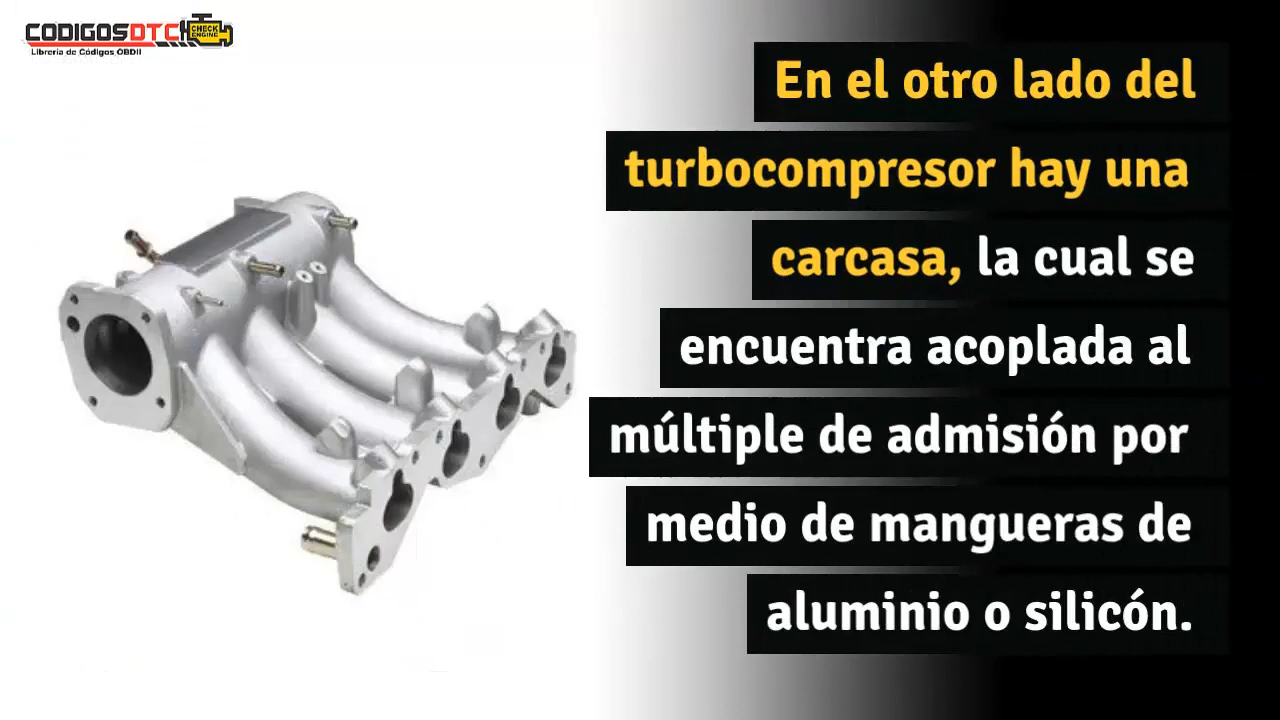 CODIGOSDTC
CHECK
ENGINE
Librería de Códigos OBDII
En el otro lado del
turbocompresor hay una
carcasa, la cual se
encuentra acoplada al
múltiple de admisión por
medio de mangueras de
aluminio o silicón.